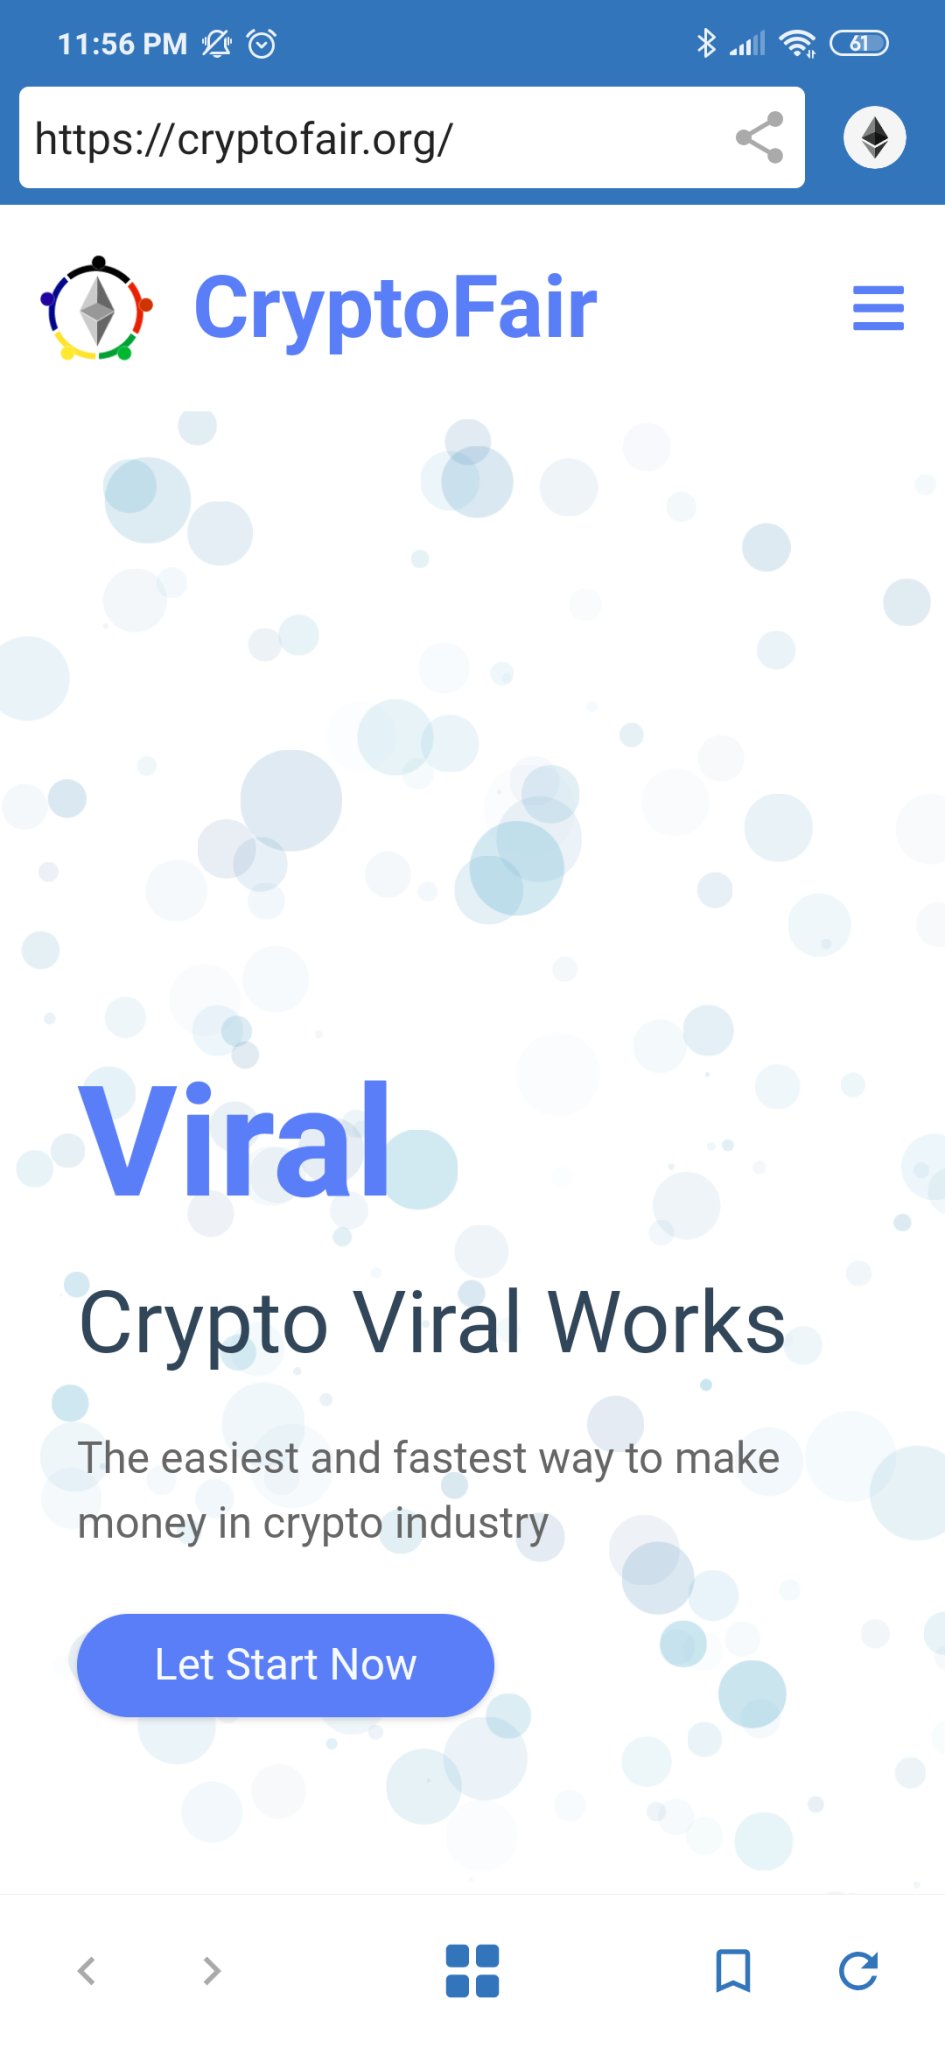 11:56 PM
61
https://cryptofair.org/
CryptoFair
Viral
Crypto Viral Works
The easiest and fastest way to make
money in crypto industry
Let Start Now